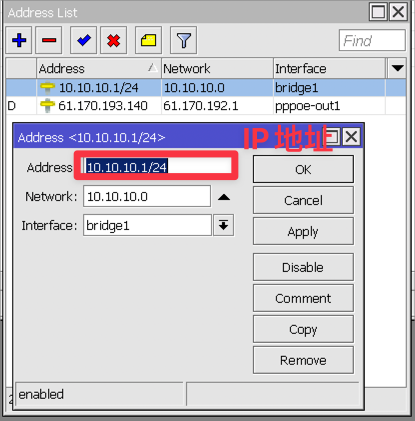 Address List
Find
Address Network Interface
10.10.10.1/24 10.10.10.0 bridge1
D 61.170.193.140 61.170.192.1 pppoe-out1
Address <10.10.10.1/24>
IP地址
Address: 10.10.10.1/24
OK
Network: 10.10.10.0
Cancel
Interface: bridge1
Apply
Disable
Comment
Copy
Remove
enabled